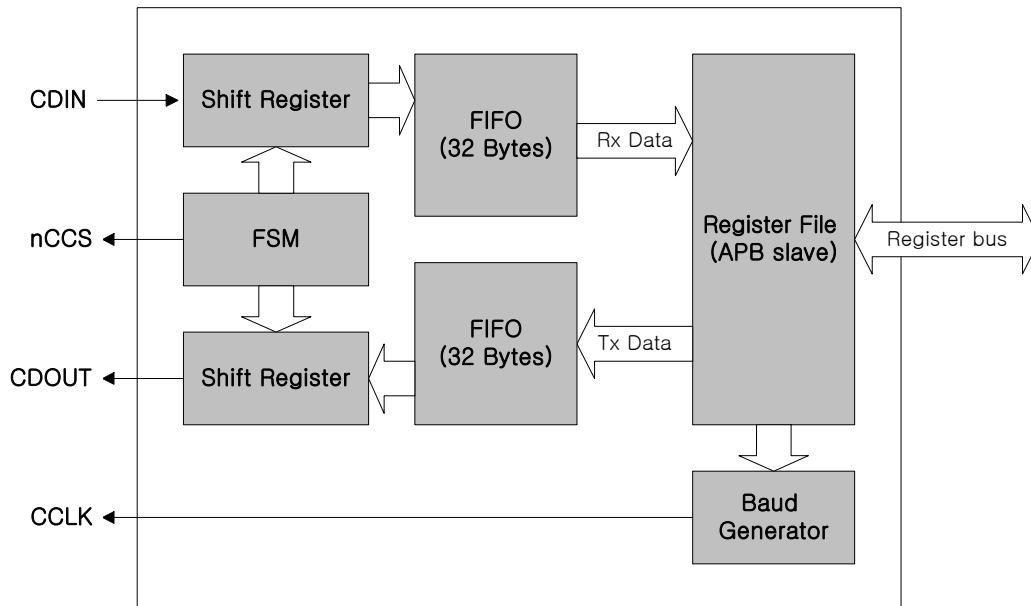 CDIN
Shift Register
FIFO
(32 Bytes)
Rx Data
nCCS
FSM
Register File
(APB slave)
Register bus
CDOUT
Shift Register
FIFO
(32 Bytes)
Tx Data
CCLK
Baud
Generator